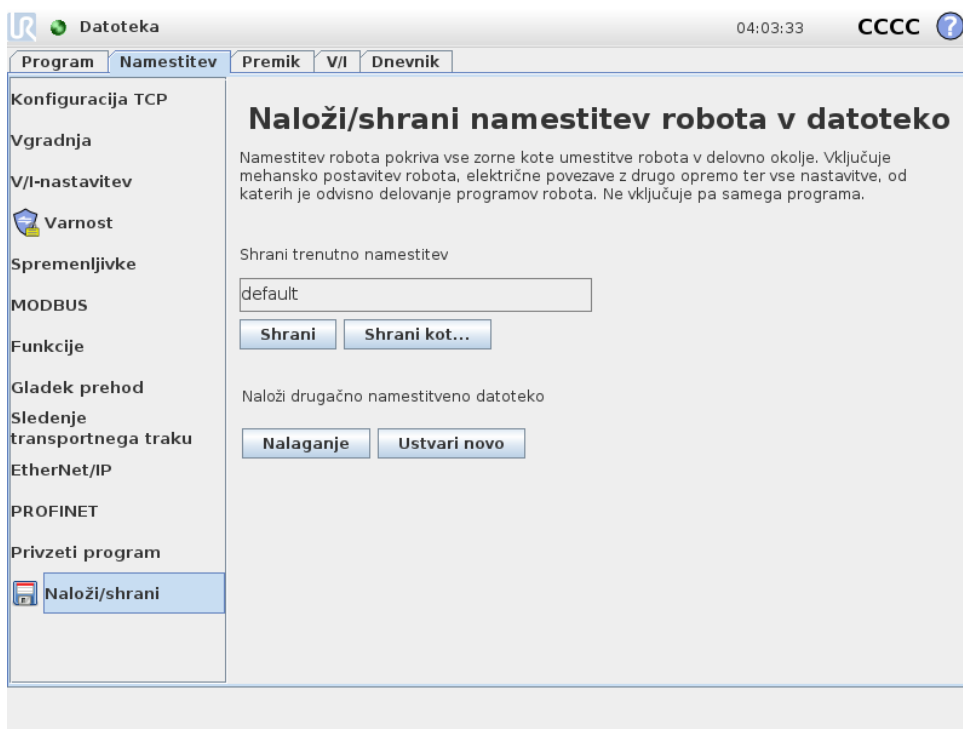 UR Datoteka 04:03:33 CCCC ?
Program Namestitev Premik V/I Dnevnik
Konfiguracija TCP
Vgradnja
V/I-nastavitev
Varnost
Spremenljivke
MODBUS
Funkcije
Gladek prehod
Sledenje
transportnega traku
EtherNet/IP
PROFINET
Privzeti program
Naloži/shrani
Naloži/shrani namestitev robota v datoteko
Namestitev robota pokriva vse zorne kote umestitve robota v delovno okolje. Vključuje
mehansko postavitev robota, električne povezave z drugo opremo ter vse nastavitve, od
katerih je odvisno delovanje programov robota. Ne vključuje pa samega programa.
Shrani trenutno namestitev
default
Shrani Shrani kot...
Naloži drugačno namestitveno datoteko
Nalaganje Ustvari novo